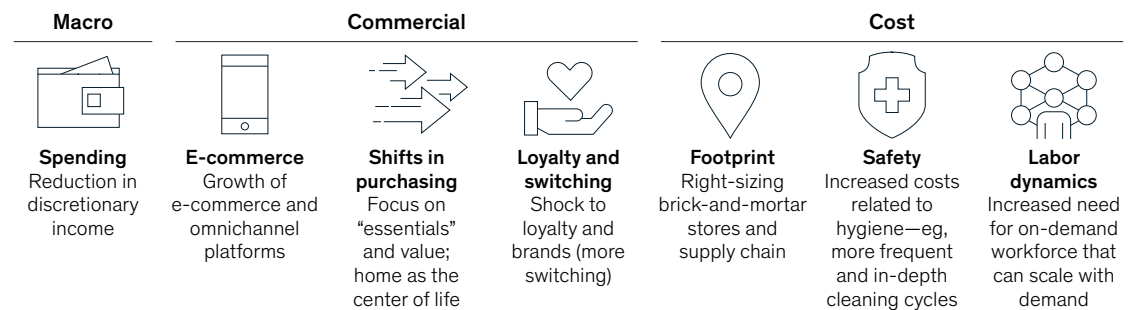 Macro
Commercial
Cost
Spending
Reduction in
discretionary
income
E-commerce
Growth of
e-commerce and
omnichannel
platforms
Shifts in
purchasing
Focus on
“essentials”
and value;
home as the
center of life
Loyalty and
switching
Shock to
loyalty and
brands (more
switching)
Footprint
Right-sizing
brick-and-mortar
stores and
supply chain
Safety
Increased costs
related to
hygiene—eg,
more frequent
and in-depth
cleaning cycles
Labor
dynamics
Increased need
for on-demand
workforce that
can scale with
demand